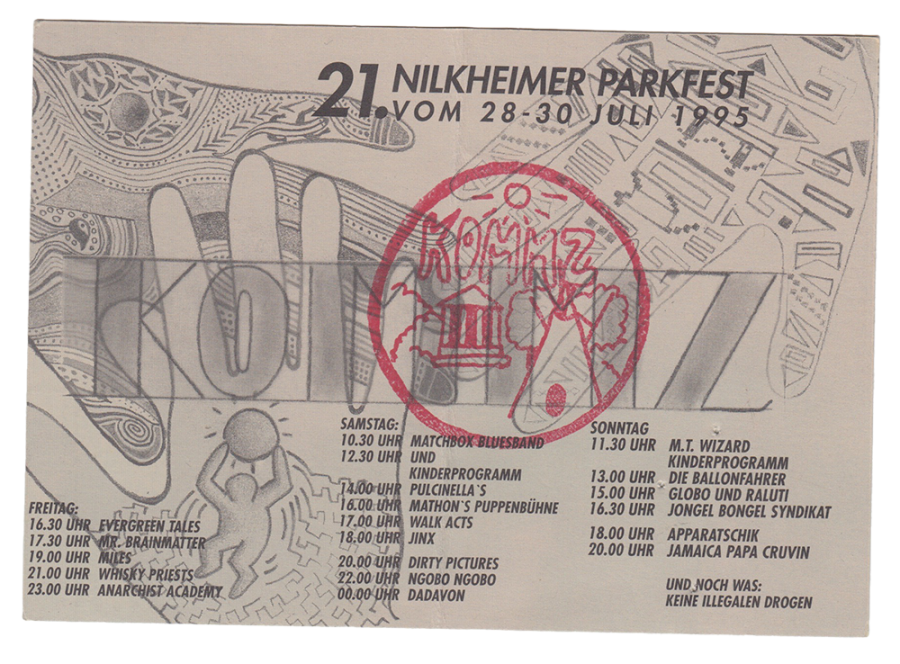 21. NILKHEIMER PARKFEST
VOM 28-30 JULI 1995
KOMMZ
KOMMZ
FREITAG:
16.30 UHR EVERGREEN TALES
17.30 UHR MR. BRAINMATTER
19.00 UHR MILES
21.00 UHR WHISKY PRIESTS
23.00 UHR ANARCHIST ACADEMY
SAMSTAG:
10.30 UHR MATCHBOX BLUESBAND
12.30 UHR UND
KINDERPROGRAMM
14.00 UHR PULCINELLA`S
16.00 UHR MATHON`S PUPPENBÜHNE
17.00 UHR WALK ACTS
18.00 UHR JINX
20.00 UHR DIRTY PICTURES
22.00 UHR NGOBO NGOBO
00.00 UHR DADAVON
SONNTAG
11.30 UHR M.T. WIZARD
KINDERPROGRAMM
13.00 UHR DIE BALLONFAHRER
15.00 UHR GLOBO UND RALUTI
16.30 UHR JONGEL BONGEL SYNDIKAT
18.00 UHR APPARATSCHIK
20.00 UHR JAMAICA PAPA CRUVIN
UND NOCH WAS:
KEINE ILLEGALEN DROGEN